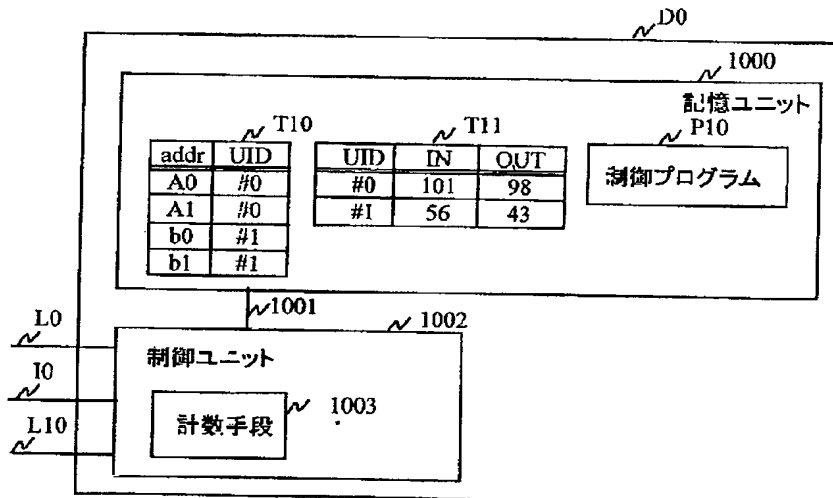 D0
1000
記憶ユニット
T10
T11
P10
addr UID
A0 #0
A1 #0
b0 #1
b1 #1
UID IN OUT
#0 101 98
#1 56 43
制御プログラム
1001
1002
L0
I0
L10
制御ユニット
計数手段
1003